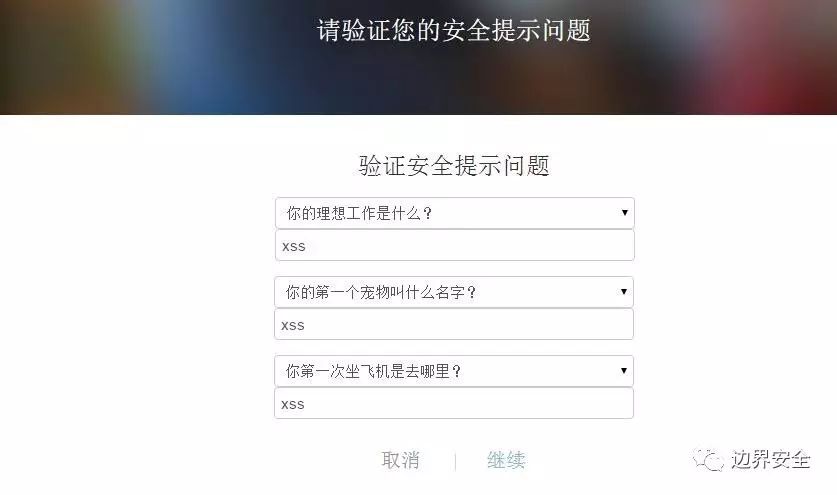 请验证您的安全提示问题
验证安全提示问题
你的理想工作是什么？
xss
你的第一个宠物叫什么名字？
xss
你第一次坐飞机是去哪里？
xss
取消 | 继续
边界安全